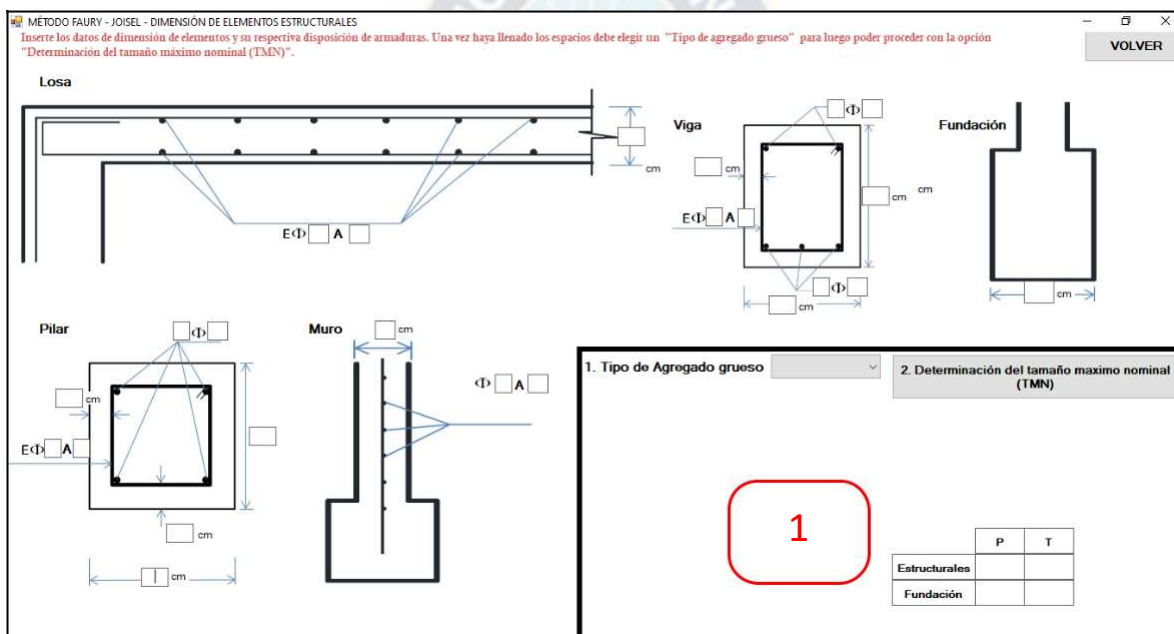 MÉTODO FAURY - JOISEL - DIMENSIÓN DE ELEMENTOS ESTRUCTURALES
Inserte los datos de dimensión de elementos y su respectiva disposición de armaduras. Una vez haya llenado los espacios debe elegir un "Tipo de agregado grueso" para luego poder proceder con la opción
"Determinación del tamaño máximo nominal (TMN)".
VOLVER
Losa
cm
EΦ A
Viga
Φ
cm
cm
cm
EΦ A
Φ
cm
Fundación
cm
Pilar
Φ
cm
EΦ A
cm
cm
Muro
cm
Φ A
1. Tipo de Agregado grueso
2. Determinación del tamaño maximo nominal
(TMN)
1
P T
Estructurales
Fundación